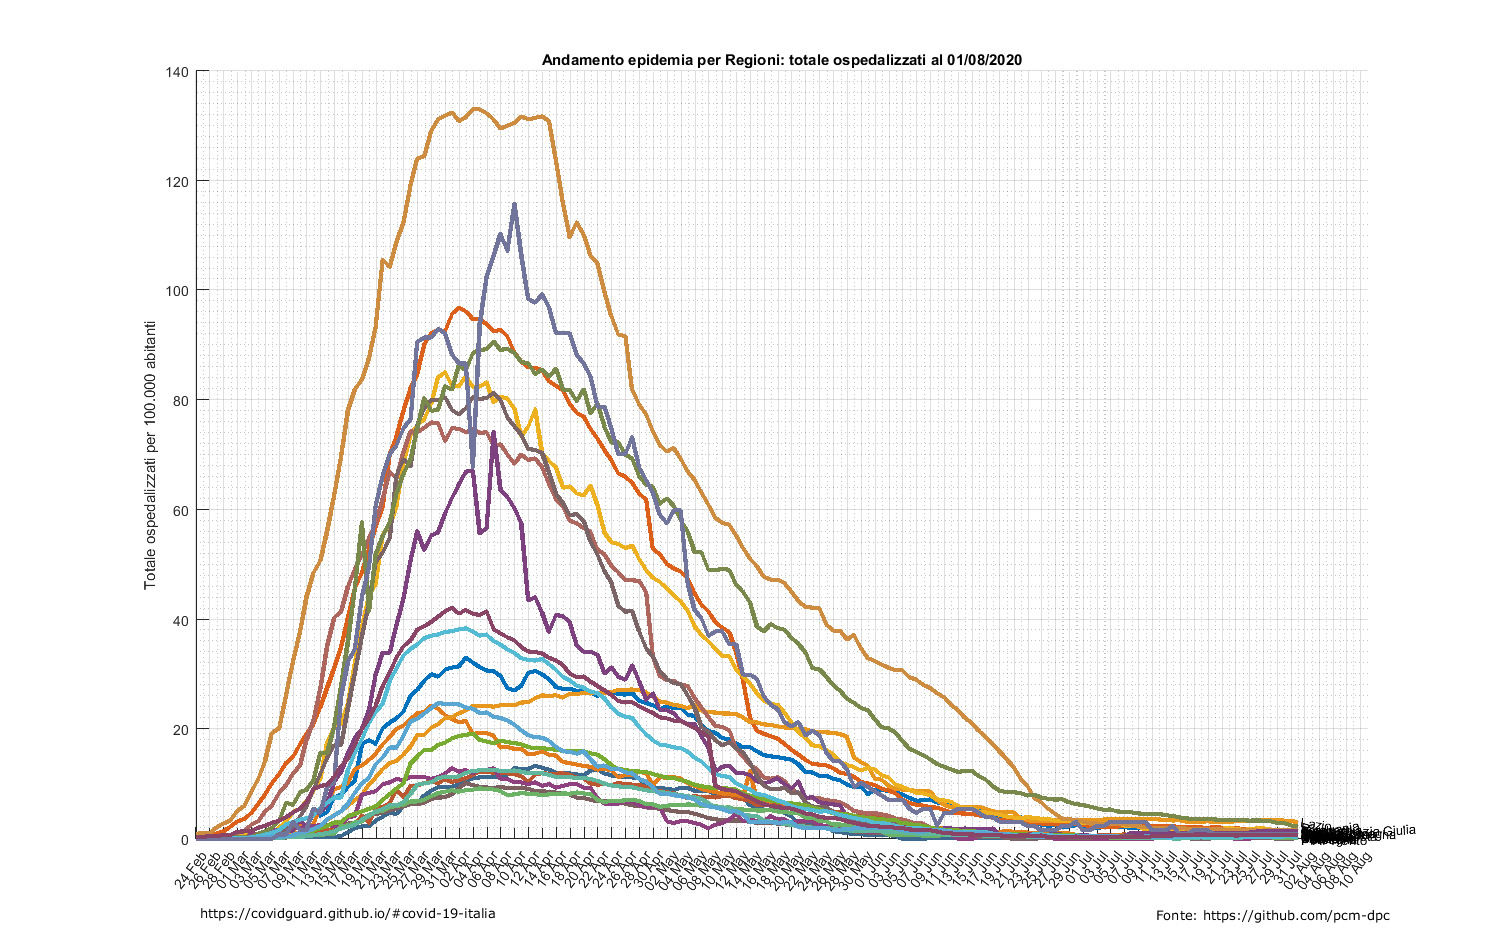 Andamento epidemia per Regioni: totale ospedalizzati al 01/08/2020
Totale ospedalizzati per 100.000 abitanti
140
120
100
80
60
40
20
0
24 Feb
26 Feb
28 Feb
01 Mar
03 Mar
05 Mar
07 Mar
09 Mar
11 Mar
13 Mar
15 Mar
17 Mar
19 Mar
21 Mar
23 Mar
25 Mar
27 Mar
29 Mar
31 Mar
02 Apr
04 Apr
06 Apr
08 Apr
10 Apr
12 Apr
14 Apr
16 Apr
18 Apr
20 Apr
22 Apr
24 Apr
26 Apr
28 Apr
30 Apr
02 May
04 May
06 May
08 May
10 May
12 May
14 May
16 May
18 May
20 May
22 May
24 May
26 May
28 May
30 May
01 Jun
03 Jun
05 Jun
07 Jun
09 Jun
11 Jun
13 Jun
15 Jun
17 Jun
19 Jun
21 Jun
23 Jun
25 Jun
27 Jun
29 Jun
01 Jul
03 Jul
05 Jul
07 Jul
09 Jul
11 Jul
13 Jul
15 Jul
17 Jul
19 Jul
21 Jul
23 Jul
25 Jul
27 Jul
29 Jul
31 Jul
02 Aug
04 Aug
06 Aug
08 Aug
10 Aug
Lazio
Giulia
https://covidguard.github.io/#covid-19-italia
Fonte: https://github.com/pcm-dpc